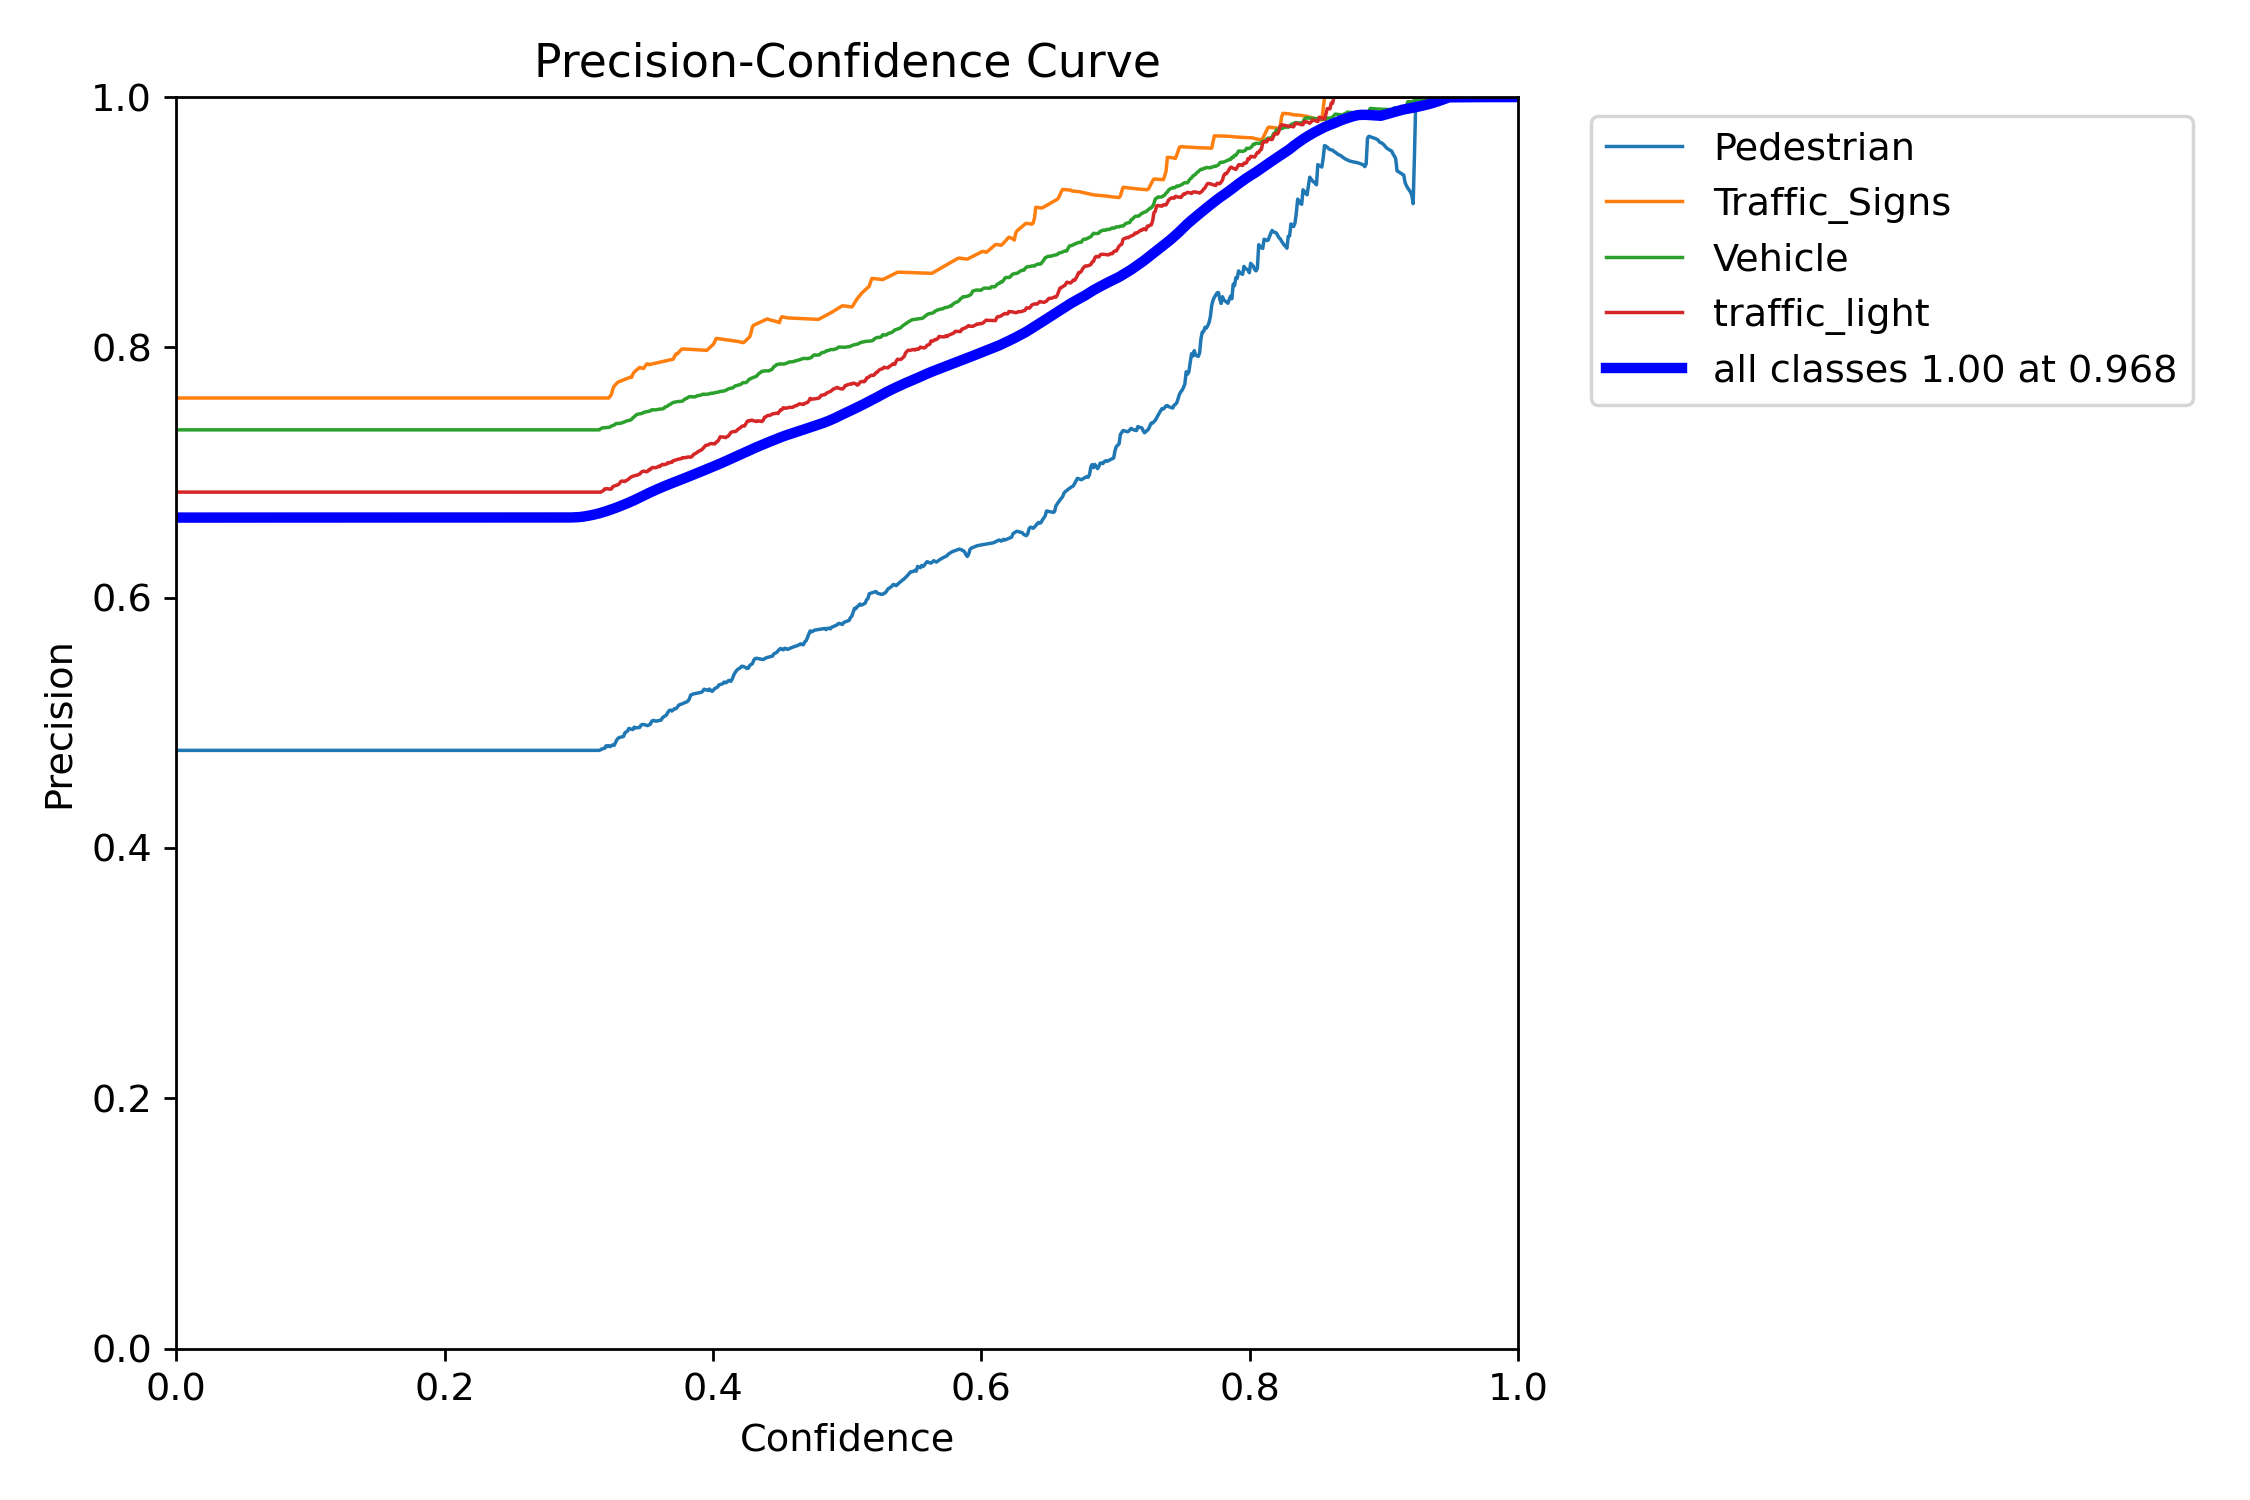 Precision-Confidence Curve
1.0
0.8
0.6
0.4
0.2
0.0
Precision
0.0 0.2 0.4 0.6 0.8 1.0
Confidence
Pedestrian
Traffic_Signs
Vehicle
traffic_light
all classes 1.00 at 0.968